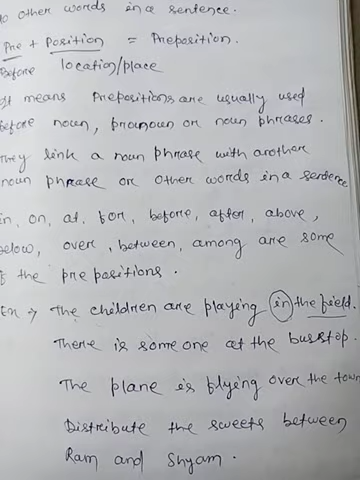 to other words in a sentence.
Pre + Position = Preposition.
Before location/place
It means Prepositions are usually used
before noun, pronoun or noun phrases.
They link a noun phrase with another
noun phrase or other words in a sentence
in, on, at, for, before, after, above,
below, over, between, among are some
of the prepositions.
Ex → The children are playing in the field.
There is some one at the bus stop.
The plane is flying over the town
Distribute the sweets between
Ram and Shyam.